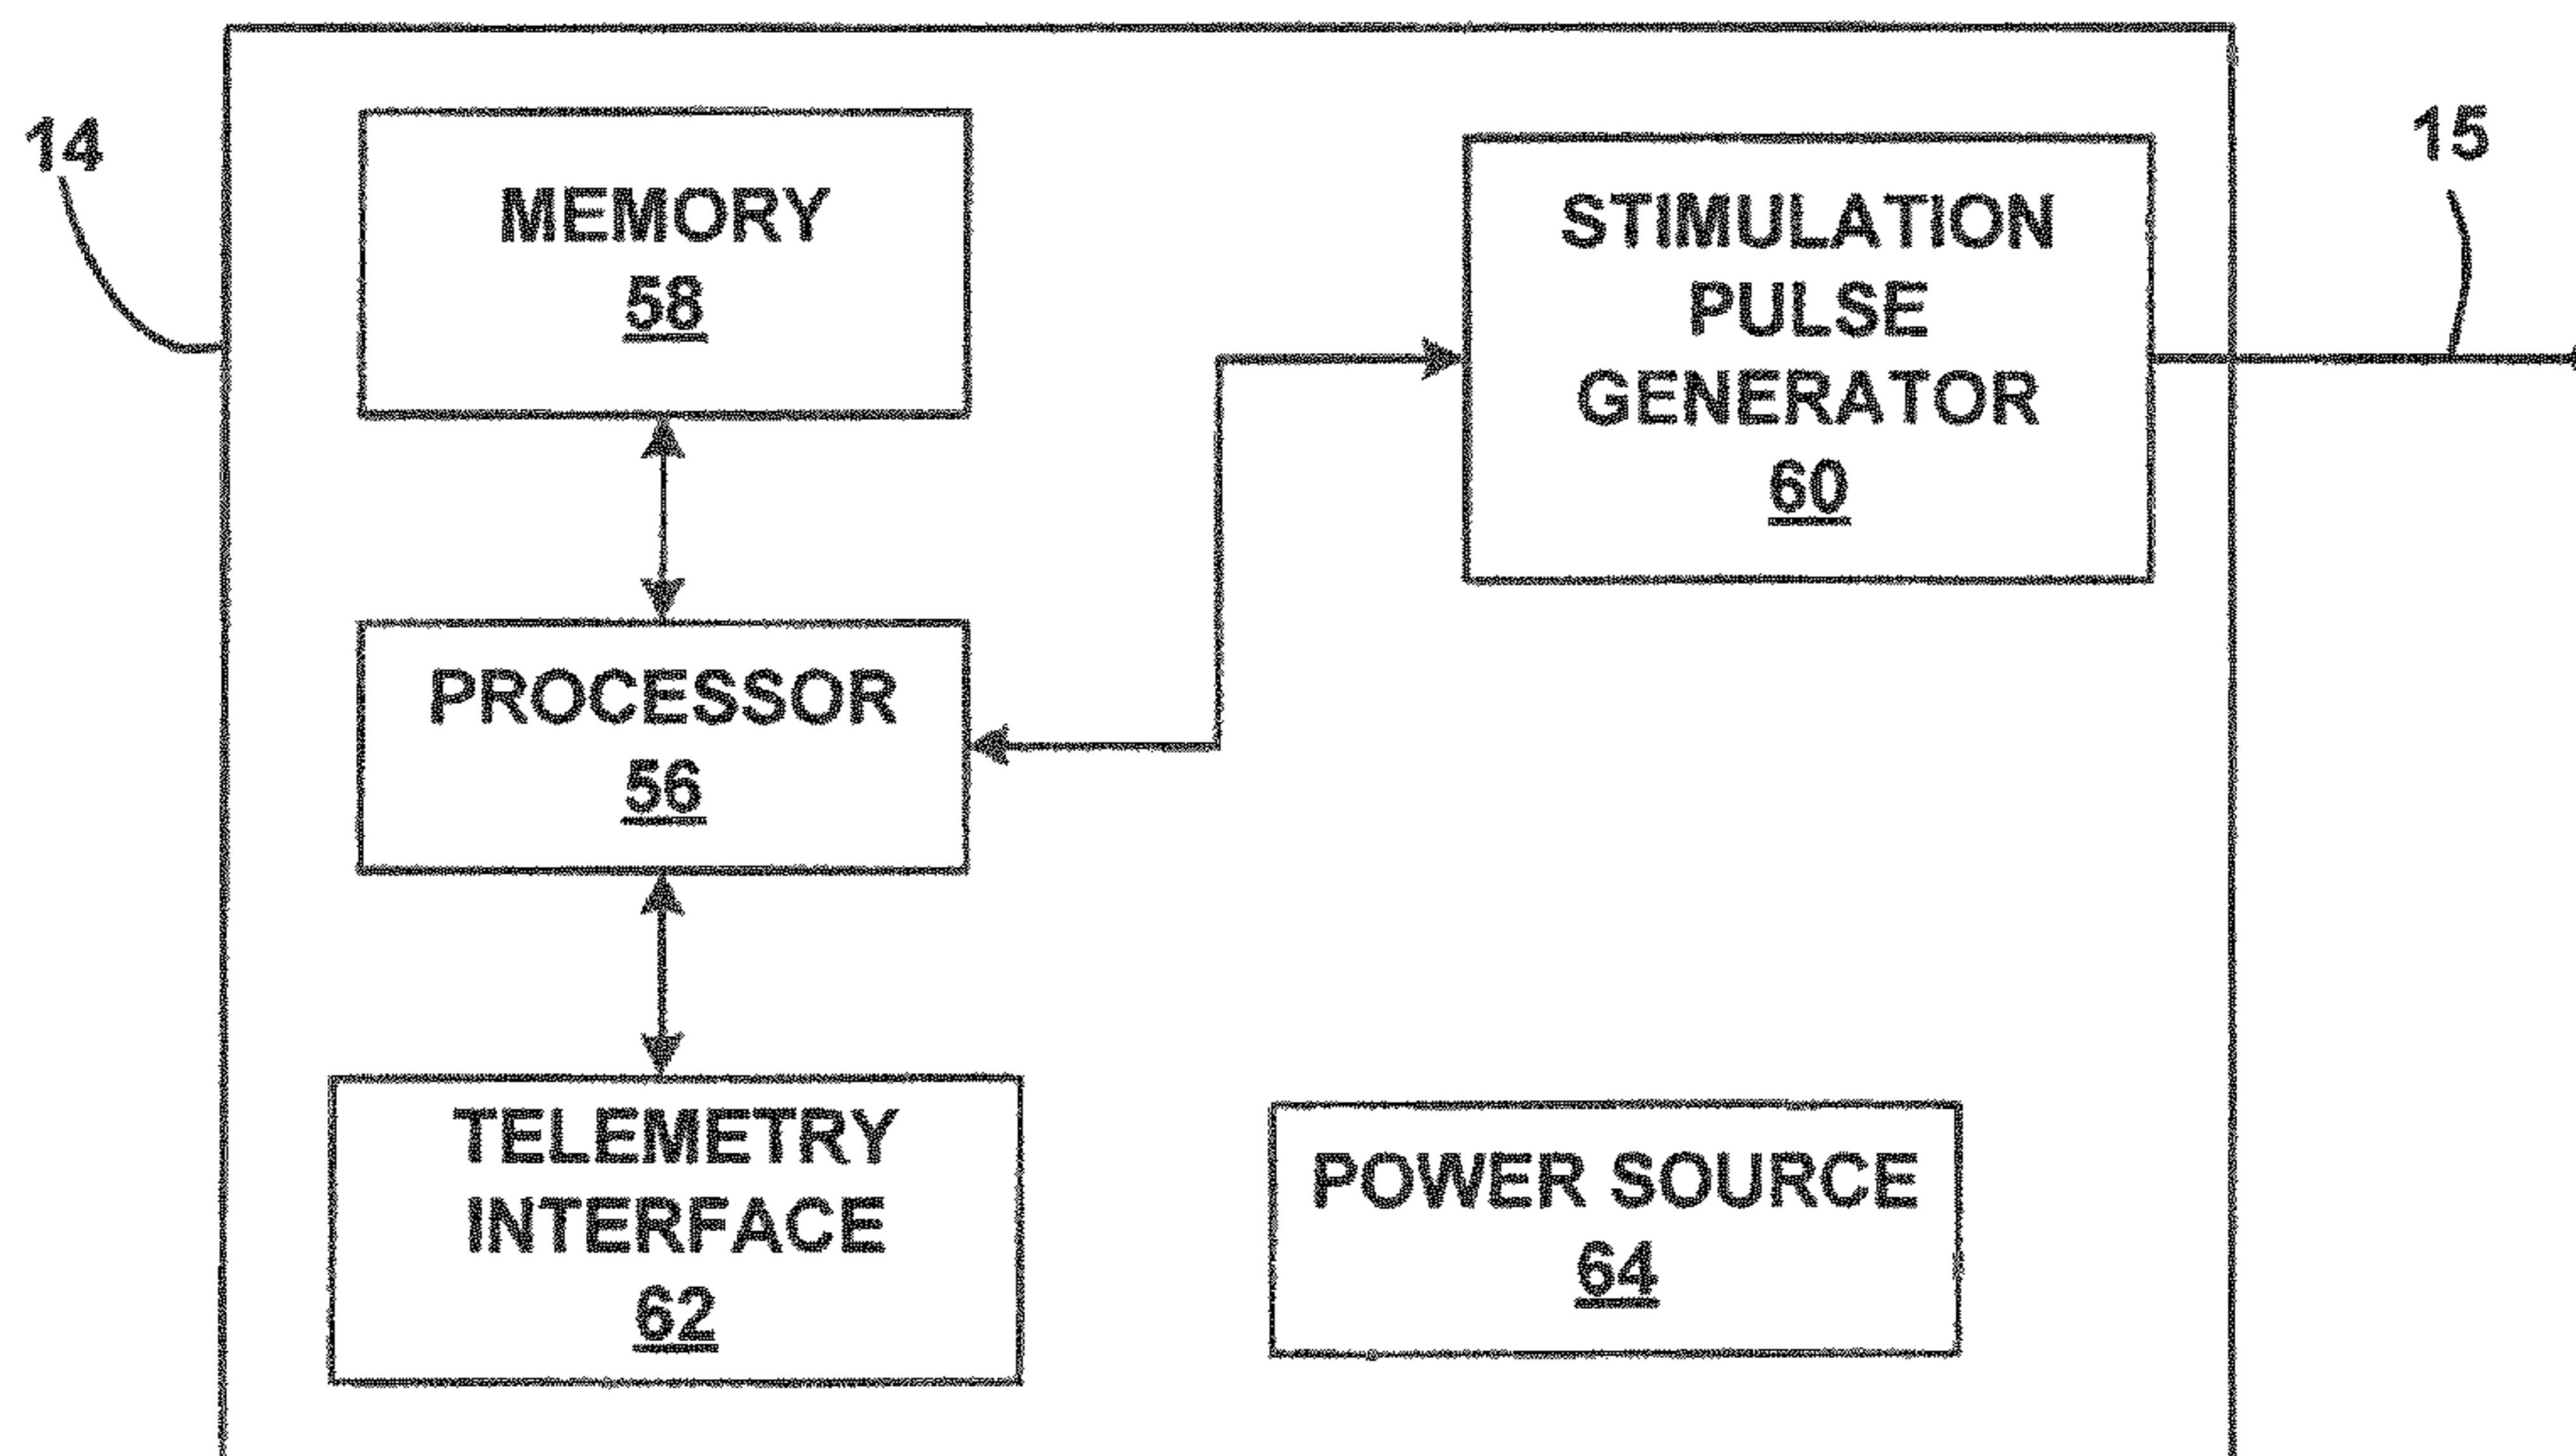 14
MEMORY
58
STIMULATION
PULSE
GENERATOR
60
15
PROCESSOR
56
TELEMETRY
INTERFACE
62
POWER SOURCE
64